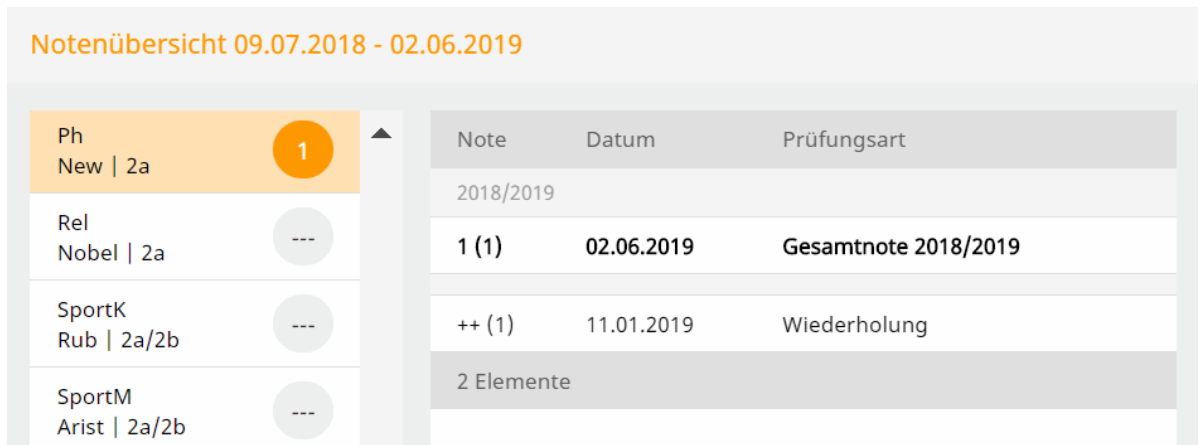 Notenübersicht 09.07.2018 - 02.06.2019
Ph
New | 2a
1
Rel
Nobel | 2a
---
SportK
Rub | 2a/2b
---
SportM
Arist | 2a/2b
---
Note Datum Prüfungsart
2018/2019
1 (1) 02.06.2019 Gesamtnote 2018/2019
++ (1) 11.01.2019 Wiederholung
2 Elemente